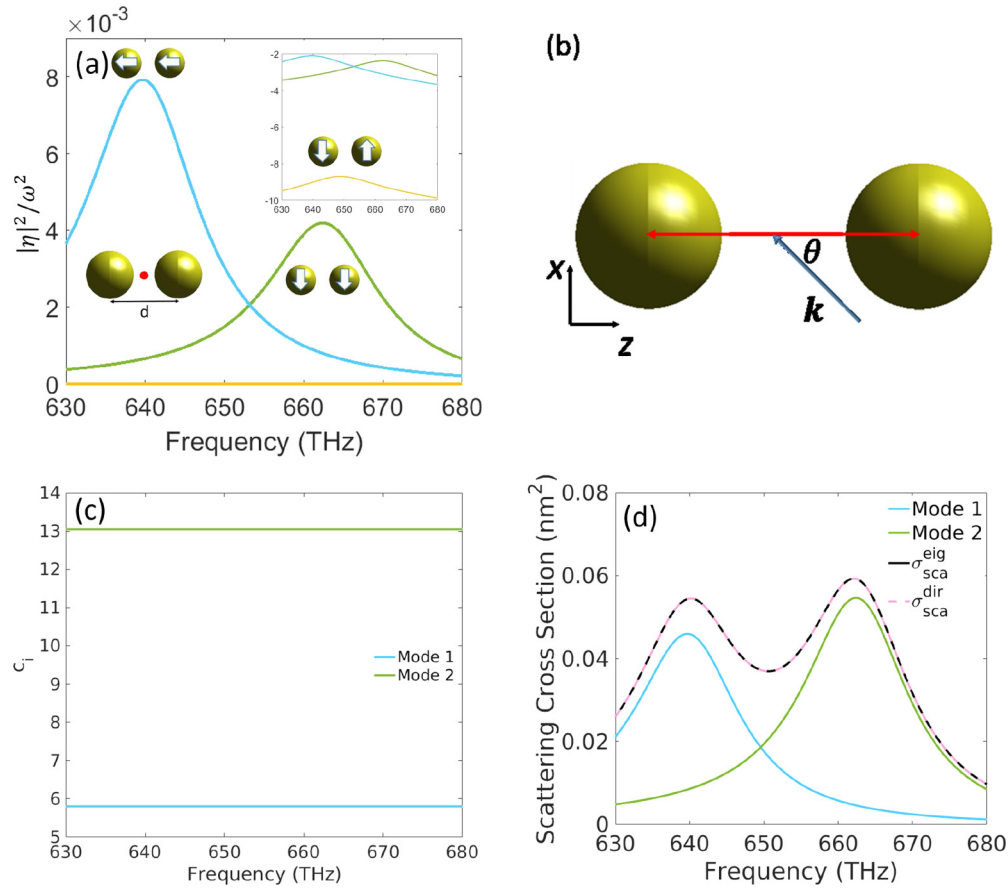 ×10⁻³
(a)
8
6
4
2
0
|η|²/ω²
630 640 650 660 670 680
Frequency (THz)
d
-2
-4
-6
-8
-10
630 640 650 660 670 680
(b)
θ
k
x
z
(c)
14
13
12
11
10
9
8
7
6
5
cᵢ
Mode 1
Mode 2
630 640 650 660 670 680
Frequency (THz)
(d)
0.08
0.06
0.04
0.02
0
Scattering Cross Section (nm²)
Mode 1
Mode 2
σ_sca^eig
σ_sca^dir
630 640 650 660 670 680
Frequency (THz)